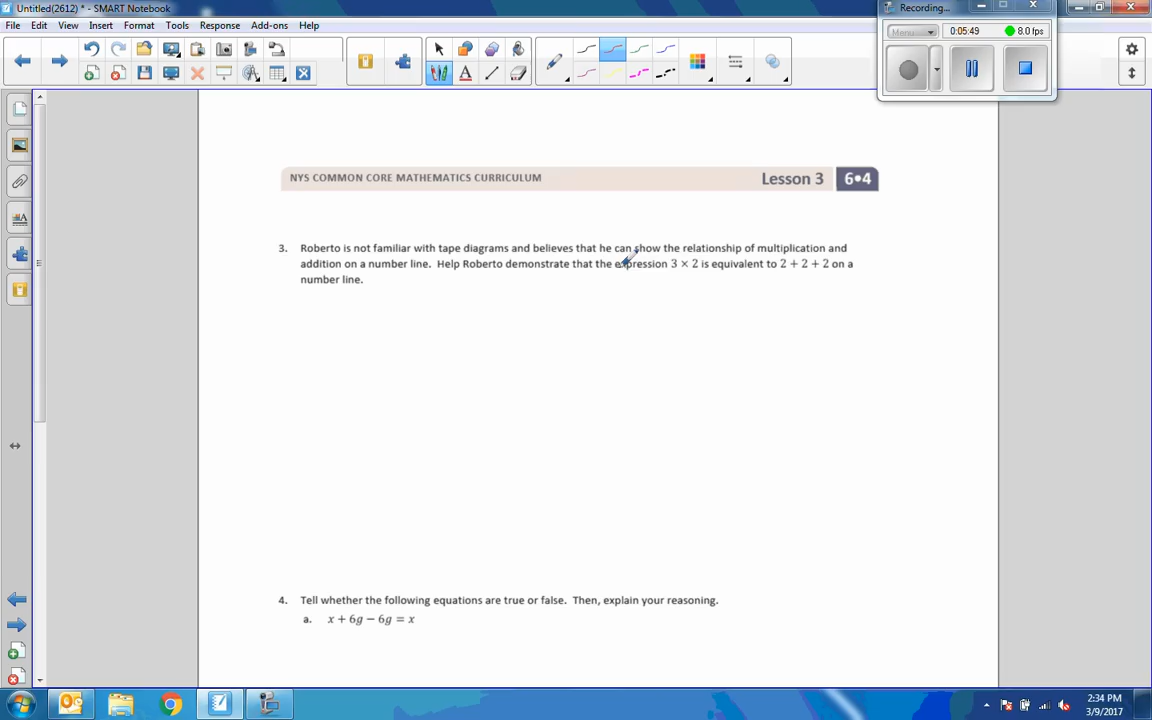 Untitled(2612) * - SMART Notebook
Recording...
File Edit View Insert Format Tools Response Add-ons Help
Menu 0:05:49 8.0 fps
NYS COMMON CORE MATHEMATICS CURRICULUM Lesson 3 6•4
3. Roberto is not familiar with tape diagrams and believes that he can show the relationship of multiplication and
addition on a number line. Help Roberto demonstrate that the expression 3 × 2 is equivalent to 2 + 2 + 2 on a
number line.
4. Tell whether the following equations are true or false. Then, explain your reasoning.
a. x + 6g − 6g = x
2:34 PM
3/9/2017